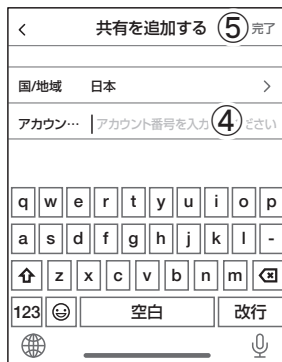 共有を追加する ⑤ 完了
国/地域 日本
アカウン… アカウント番号を入力 ④ ださい
q w e r t y u i o p
a s d f g h j k l -
z x c v b n m
123 空白 改行